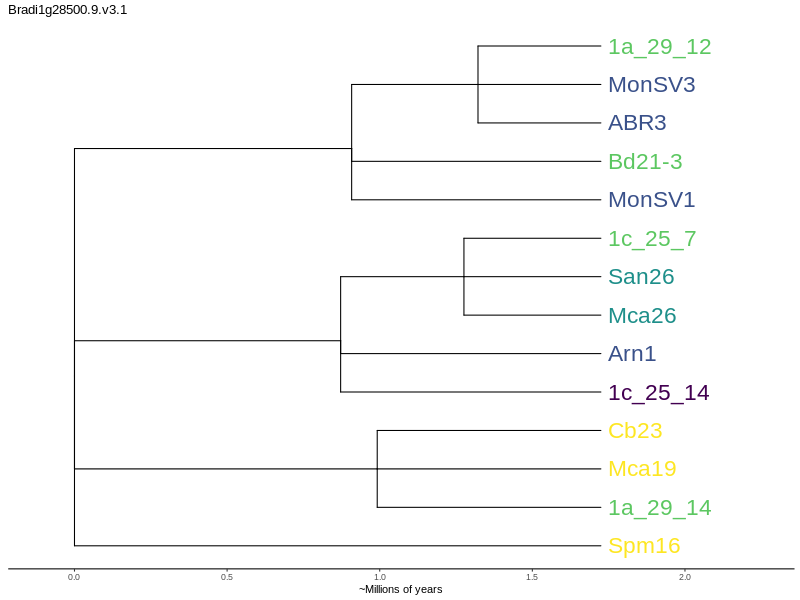 Bradi1g28500.9.v3.1
1a_29_12
MonSV3
ABR3
Bd21-3
MonSV1
1c_25_7
San26
Mca26
Arn1
1c_25_14
Cb23
Mca19
1a_29_14
Spm16
0.0 0.5 1.0 1.5 2.0
~Millions of years